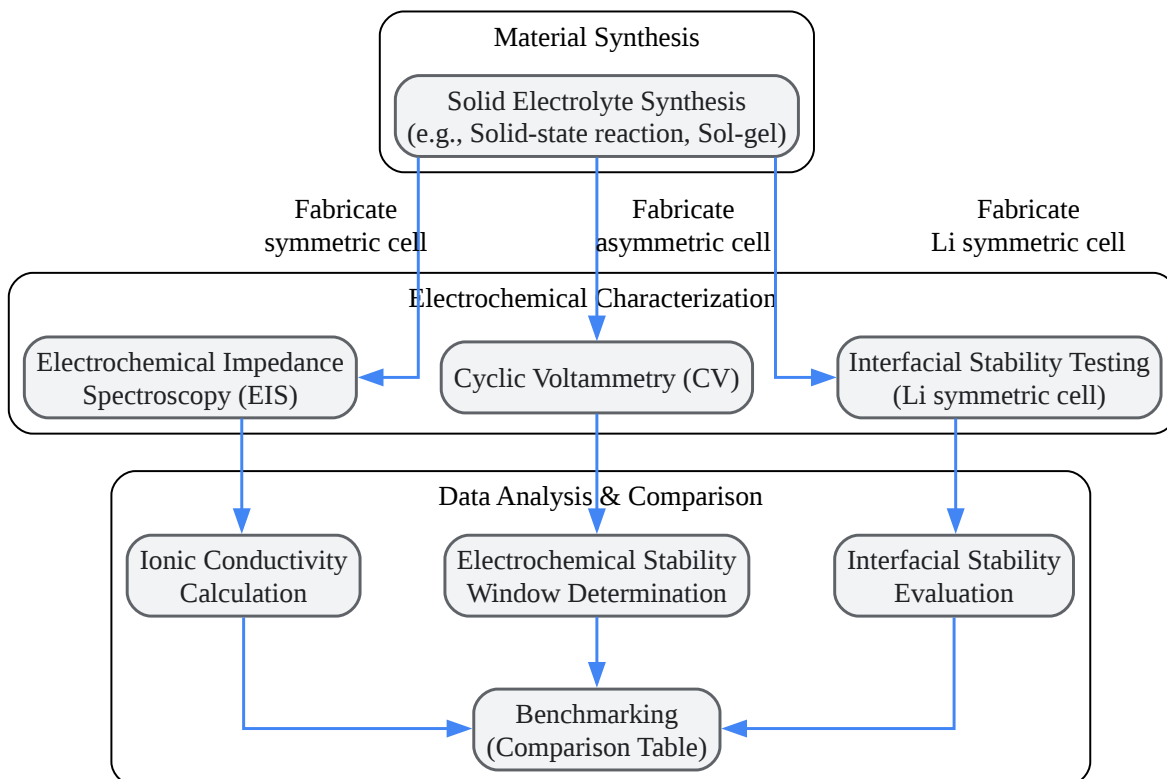 Material Synthesis
Solid Electrolyte Synthesis
(e.g., Solid-state reaction, Sol-gel)
Fabricate
symmetric cell
Fabricate
asymmetric cell
Fabricate
Li symmetric cell
Electrochemical Characterization
Electrochemical Impedance
Spectroscopy (EIS)
Cyclic Voltammetry (CV)
Interfacial Stability Testing
(Li symmetric cell)
Data Analysis & Comparison
Ionic Conductivity
Calculation
Electrochemical Stability
Window Determination
Interfacial Stability
Evaluation
Benchmarking
(Comparison Table)